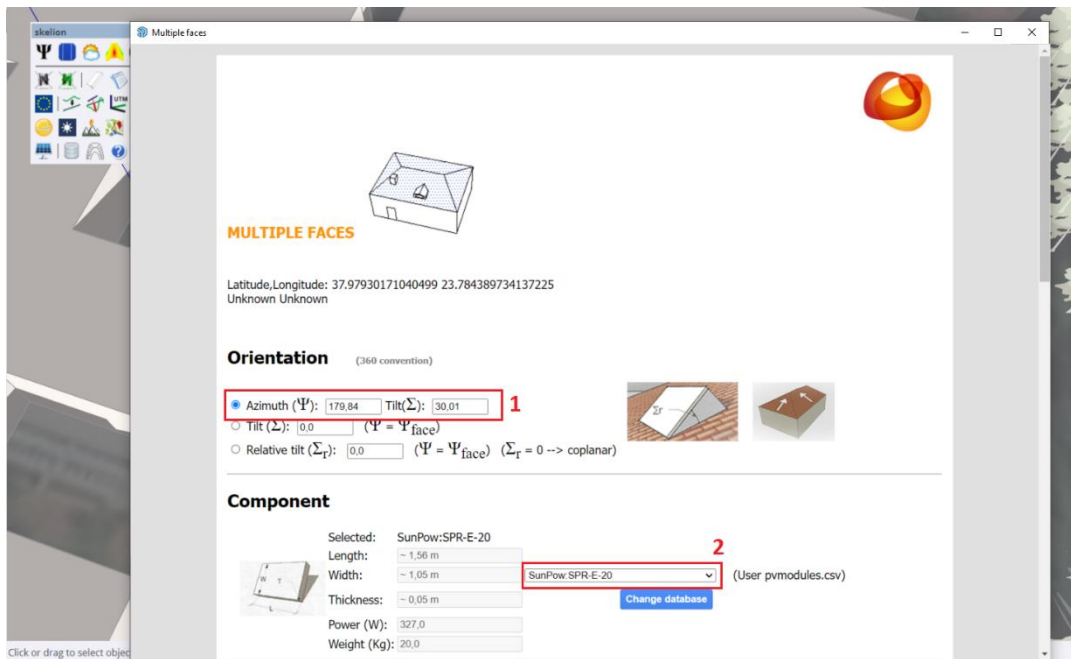 skelion
Multiple faces
Ψ
N N
UTM
MULTIPLE FACES
Latitude,Longitude: 37.97930171040499 23.784389734137225
Unknown Unknown
Orientation (360 convention)
Azimuth (Ψ): 179,84 Tilt(Σ): 30,01 1
Tilt (Σ): 0,0 (Ψ = Ψface)
Relative tilt (Σr): 0,0 (Ψ = Ψface) (Σr = 0 --> coplanar)
Σr
Component
Selected: SunPow:SPR-E-20
2
Length: ~ 1,56 m
Width: ~ 1,05 m SunPow:SPR-E-20 (User pvmodules.csv)
W T
L
Thickness: ~ 0,05 m Change database
Power (W): 327,0
Weight (Kg): 20,0
Click or drag to select objec